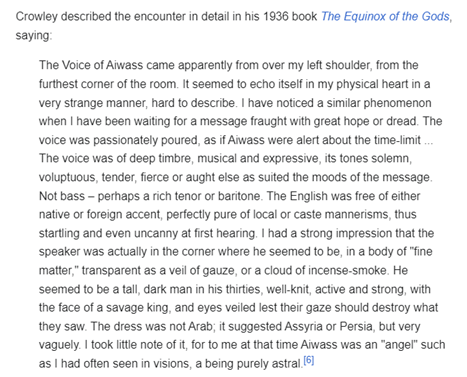 Crowley described the encounter in detail in his 1936 book The Equinox of the Gods,
saying:
The Voice of Aiwass came apparently from over my left shoulder, from the
furthest corner of the room. It seemed to echo itself in my physical heart in a
very strange manner, hard to describe. I have noticed a similar phenomenon
when I have been waiting for a message fraught with great hope or dread. The
voice was passionately poured, as if Aiwass were alert about the time-limit ...
The voice was of deep timbre, musical and expressive, its tones solemn,
voluptuous, tender, fierce or aught else as suited the moods of the message.
Not bass – perhaps a rich tenor or baritone. The English was free of either
native or foreign accent, perfectly pure of local or caste mannerisms, thus
startling and even uncanny at first hearing. I had a strong impression that the
speaker was actually in the corner where he seemed to be, in a body of "fine
matter," transparent as a veil of gauze, or a cloud of incense-smoke. He
seemed to be a tall, dark man in his thirties, well-knit, active and strong, with
the face of a savage king, and eyes veiled lest their gaze should destroy what
they saw. The dress was not Arab; it suggested Assyria or Persia, but very
vaguely. I took little note of it, for to me at that time Aiwass was an "angel" such
as I had often seen in visions, a being purely astral.[6]